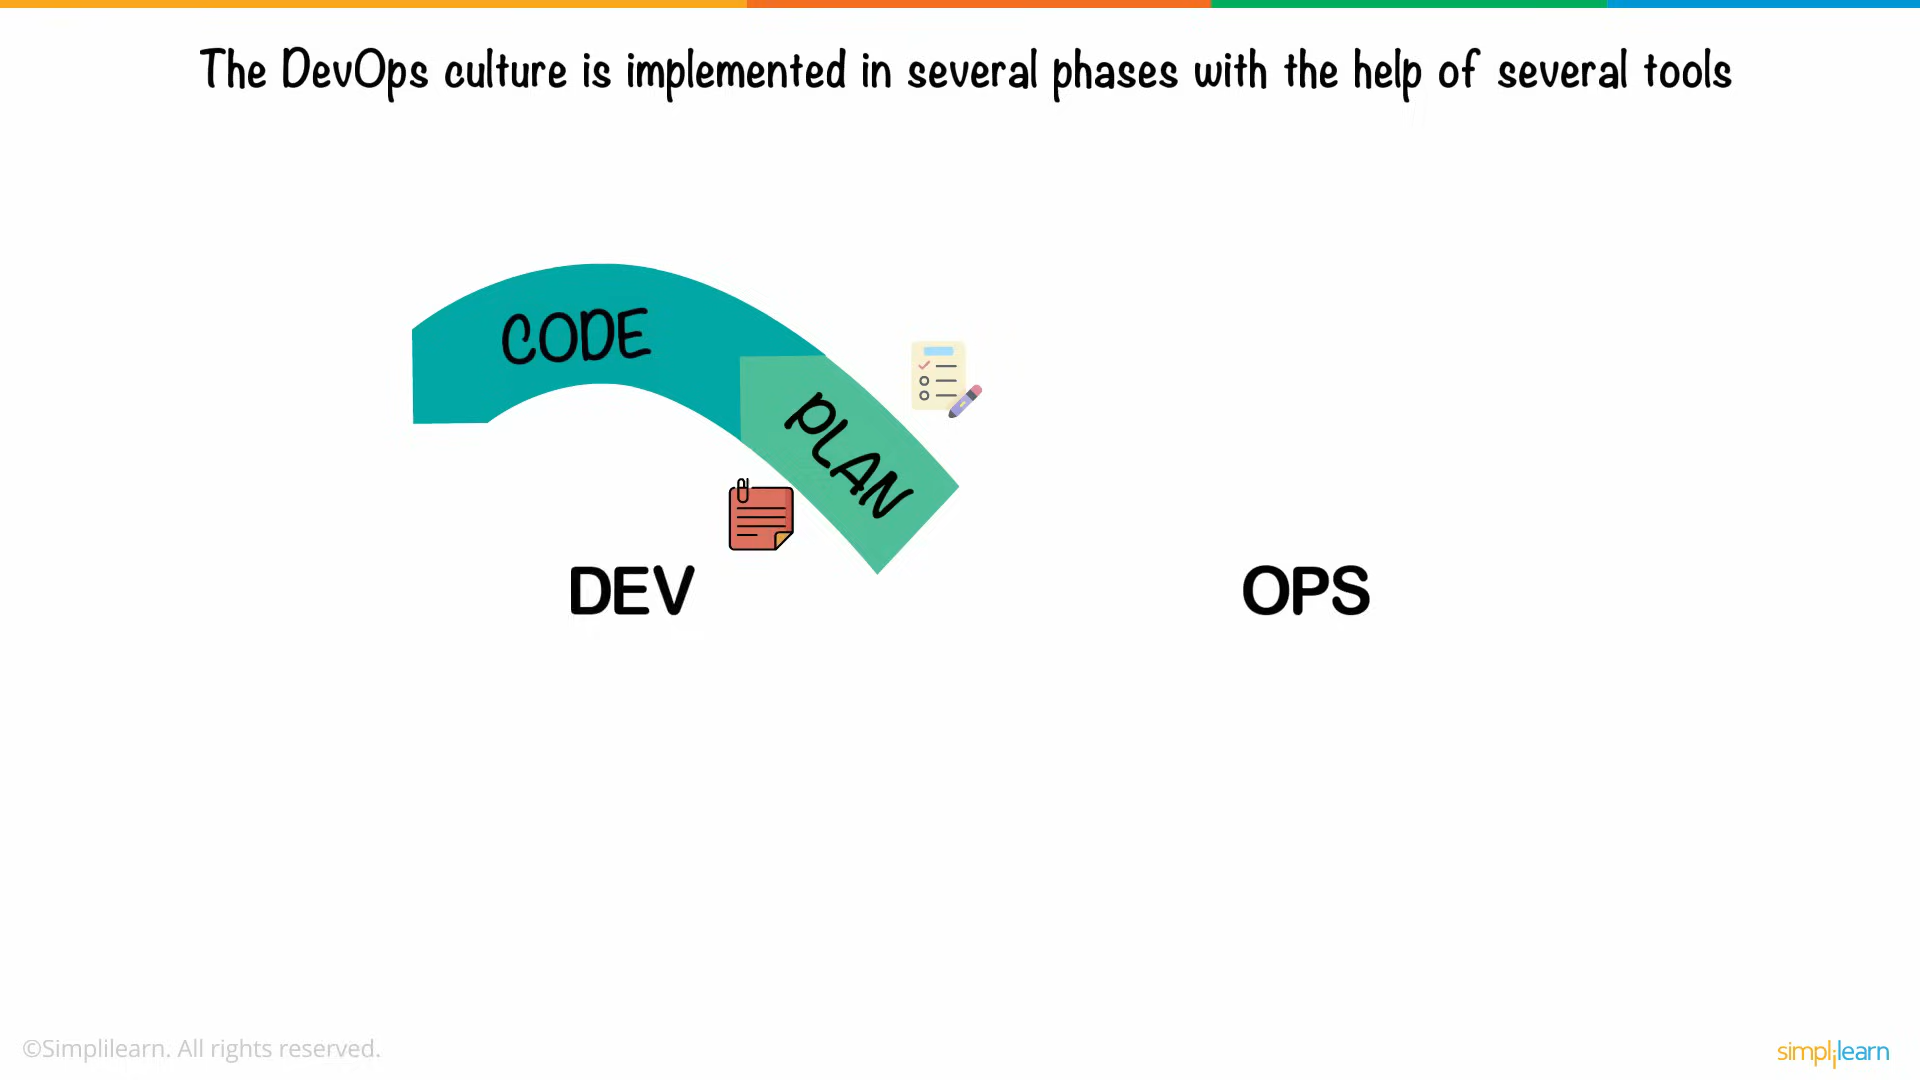 The DevOps culture is implemented in several phases with the help of several tools
CODE
PLAN
DEV
OPS
©Simplilearn. All rights reserved.
simplilearn